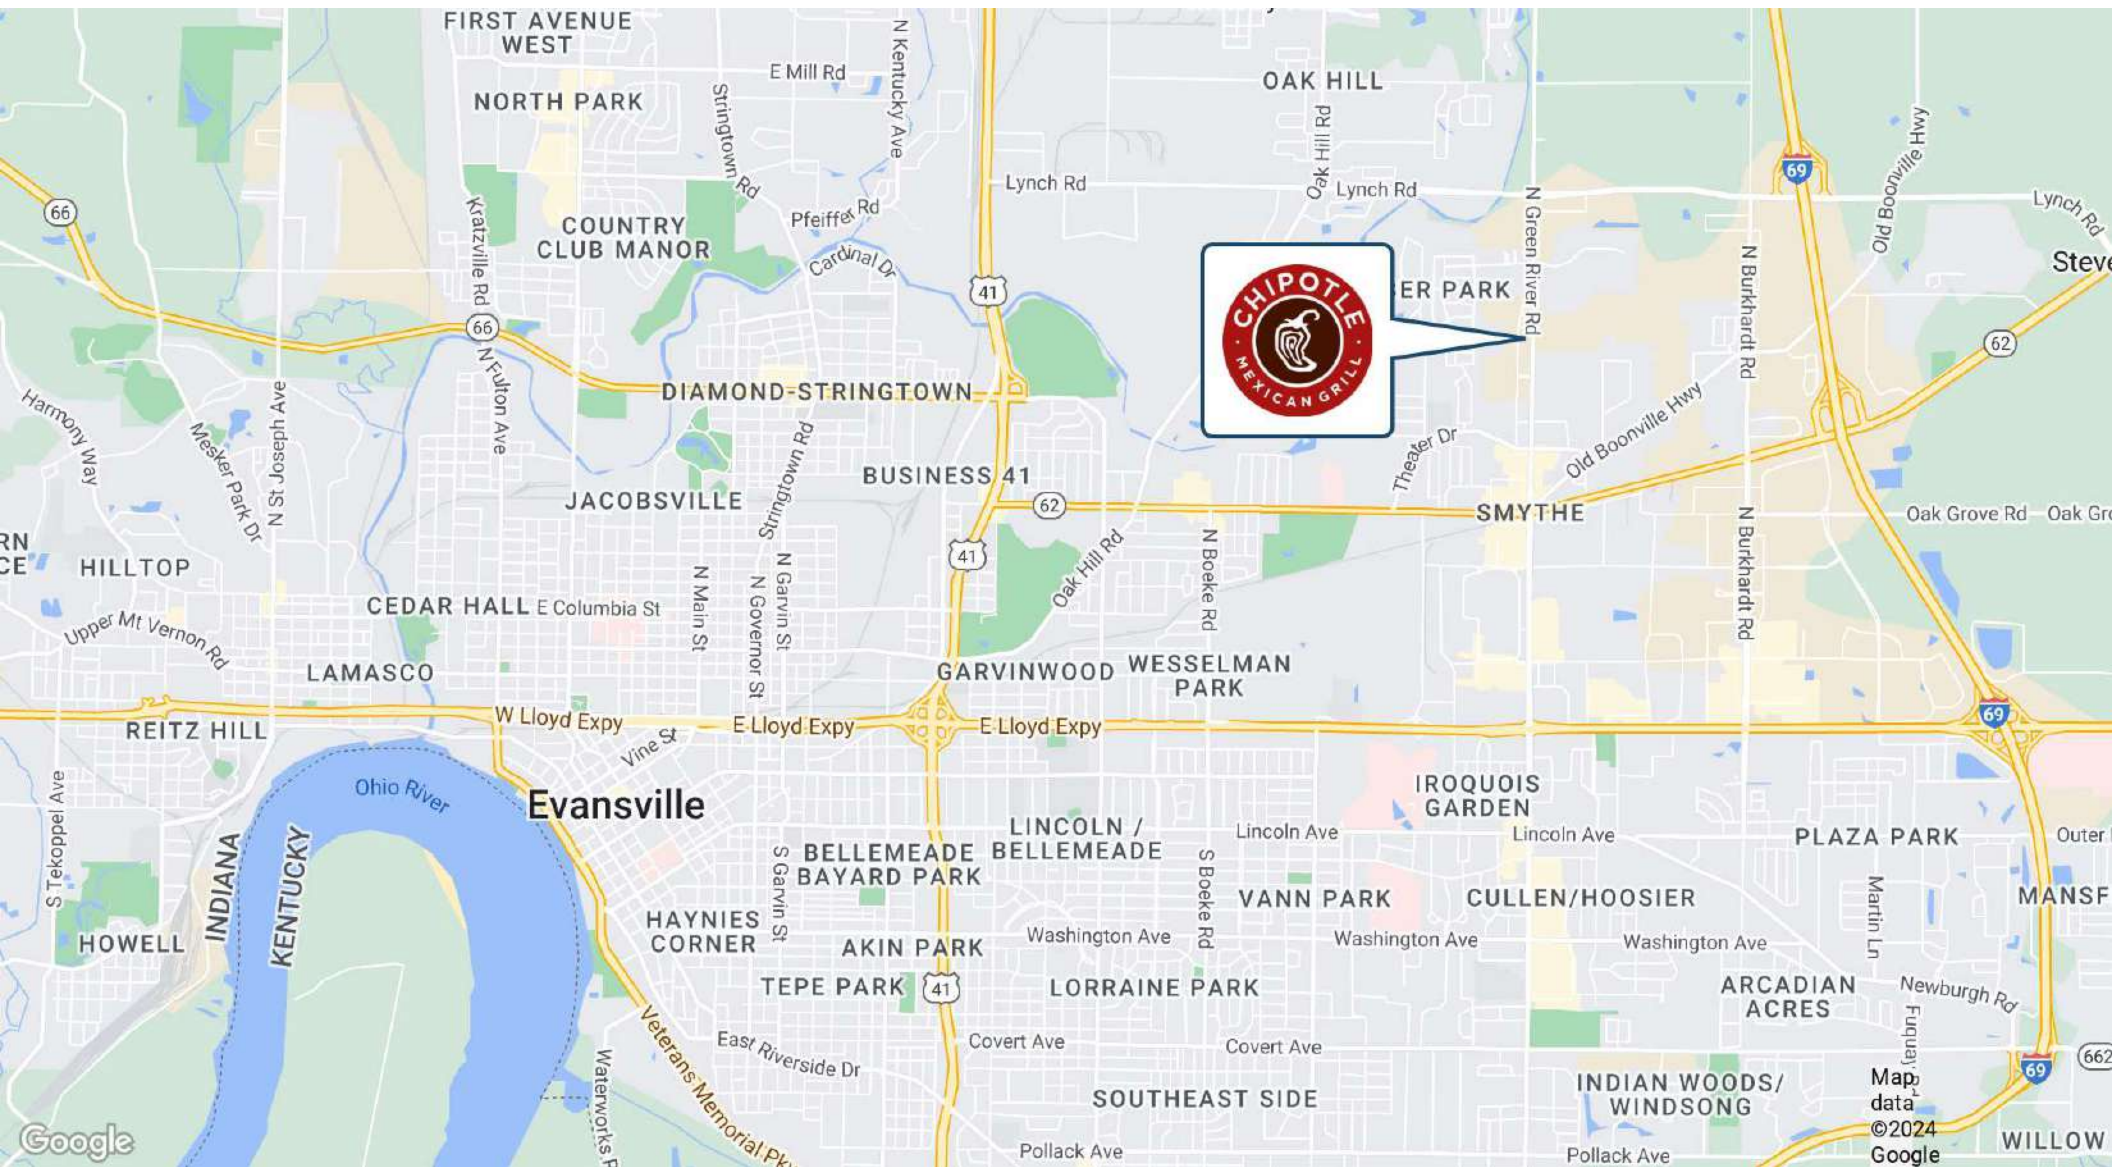 FIRST AVENUE
WEST
N Kentucky Ave
E Mill Rd
OAK HILL
NORTH PARK
Stringtown Rd
Oak Hill Rd
Old Boonville Hwy
69
Lynch Rd
Lynch Rd
Lynch Rd
66
Kratzville Rd
COUNTRY
CLUB MANOR
Pfeiffer Rd
Cardinal Dr
N Green River Rd
N Burkhardt Rd
Steve
41
ER PARK
CHIPOTLE
MEXICAN GRILL
66
62
N Fulton Ave
DIAMOND-STRINGTOWN
Harmony Way
Mesker Park Dr
N St Joseph Ave
Stringtown Rd
Theater Dr
Old Boonville Hwy
BUSINESS 41
JACOBSVILLE
62
SMYTHE
N Burkhardt Rd
Oak Grove Rd
Oak Gro
RN
CE
HILLTOP
41
Oak Hill Rd
N Boeke Rd
N Main St
N Governor St
N Garvin St
CEDAR HALL
E Columbia St
Upper Mt Vernon Rd
LAMASCO
GARVINWOOD
WESSELMAN
PARK
REITZ HILL
W Lloyd Expy
E Lloyd Expy
E Lloyd Expy
69
Vine St
S Tekoppel Ave
Ohio River
Evansville
IROQUOIS
GARDEN
INDIANA
KENTUCKY
LINCOLN /
BELLEMEADE
Lincoln Ave
Lincoln Ave
PLAZA PARK
Outer
S Garvin St
BELLEMEADE
BAYARD PARK
S Boeke Rd
VANN PARK
CULLEN/HOOSIER
Martin Ln
MANSF
HOWELL
HAYNIES
CORNER
AKIN PARK
Washington Ave
Washington Ave
Washington Ave
TEPE PARK
41
LORRAINE PARK
ARCADIAN
ACRES
Newburgh Rd
Veterans Memorial Pk
East Riverside Dr
Covert Ave
Covert Ave
Waterworks R
662
69
SOUTHEAST SIDE
INDIAN WOODS/
WINDSONG
Map
data
©2024
Google
Google
Pollack Ave
Pollack Ave
WILLOW